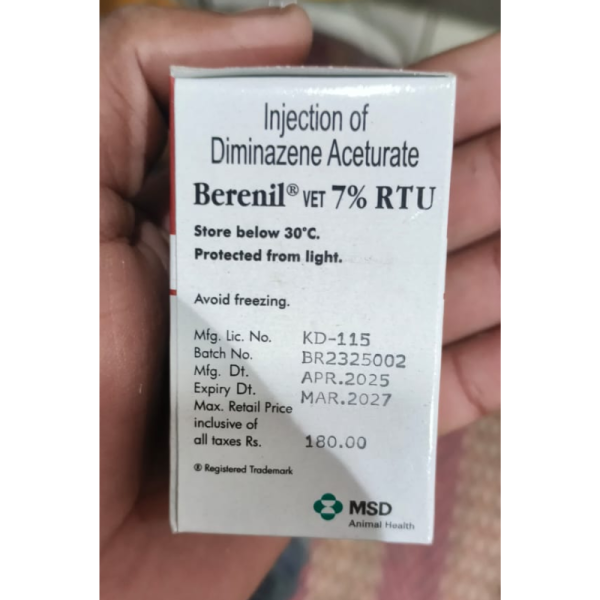 Injection of
Diminazene Aceturate
Berenil® VET 7% RTU
Store below 30°C.
Protected from light.
Avoid freezing.
Mfg. Lic. No. KD-115
Batch No. BR2325002
Mfg. Dt. APR.2025
Expiry Dt. MAR.2027
Max. Retail Price
inclusive of
all taxes Rs. 180.00
® Registered Trademark
MSD
Animal Health